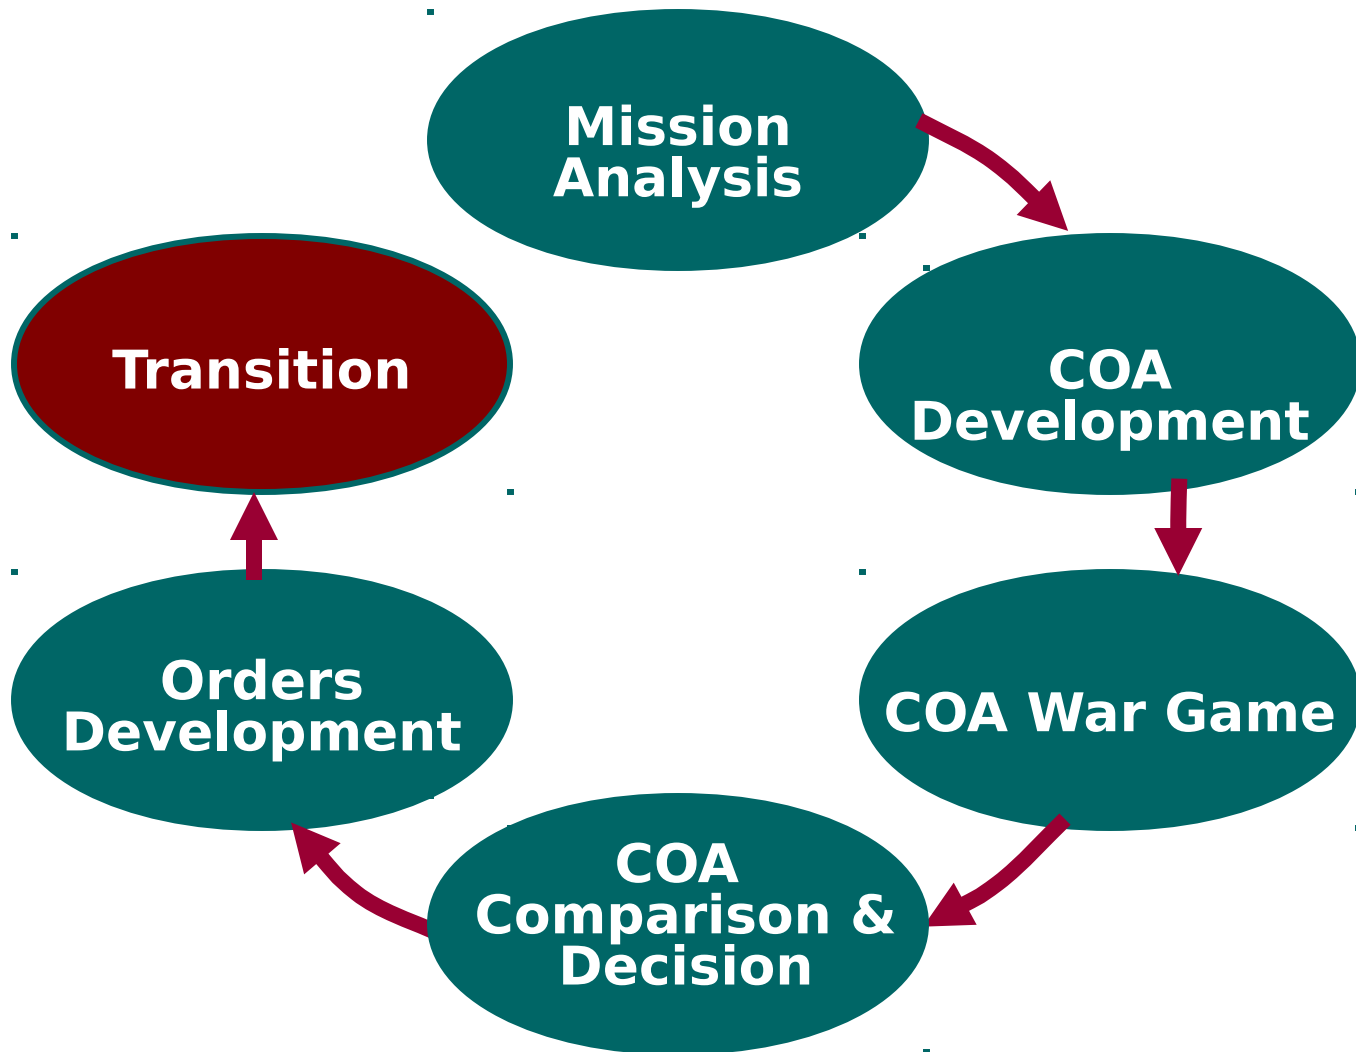 Mission
Analysis
COA
Development
COA War Game
COA
Comparison &
Decision
Orders
Development
Transition